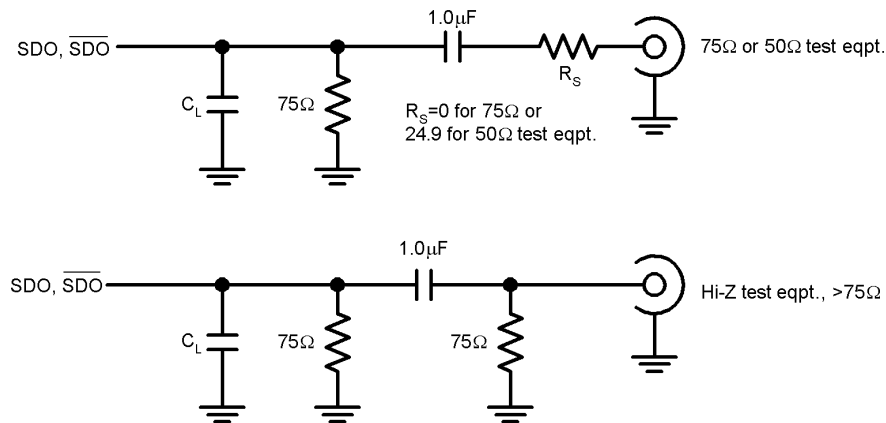 1.0μF
SDO, SDO
75Ω or 50Ω test eqpt.
R_S
C_L
75Ω
R_S=0 for 75Ω or
24.9 for 50Ω test eqpt.
1.0μF
SDO, SDO
Hi-Z test eqpt., >75Ω
C_L
75Ω
75Ω